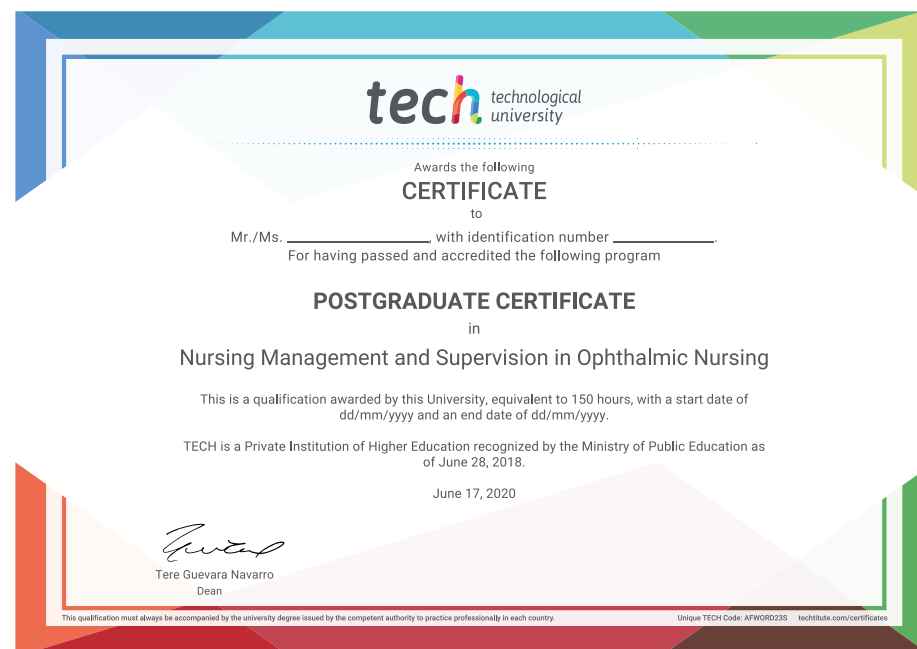 tech technological
university
Awards the following
CERTIFICATE
to
Mr./Ms. ____________________, with identification number ______________.
For having passed and accredited the following program
POSTGRADUATE CERTIFICATE
in
Nursing Management and Supervision in Ophthalmic Nursing
This is a qualification awarded by this University, equivalent to 150 hours, with a start date of
dd/mm/yyyy and an end date of dd/mm/yyyy.
TECH is a Private Institution of Higher Education recognized by the Ministry of Public Education as
of June 28, 2018.
June 17, 2020
Tere Guevara Navarro
Dean
This qualification must always be accompanied by the university degree issued by the competent authority to practice professionally in each country. Unique TECH Code: AFWORD23S techtitute.com/certificates